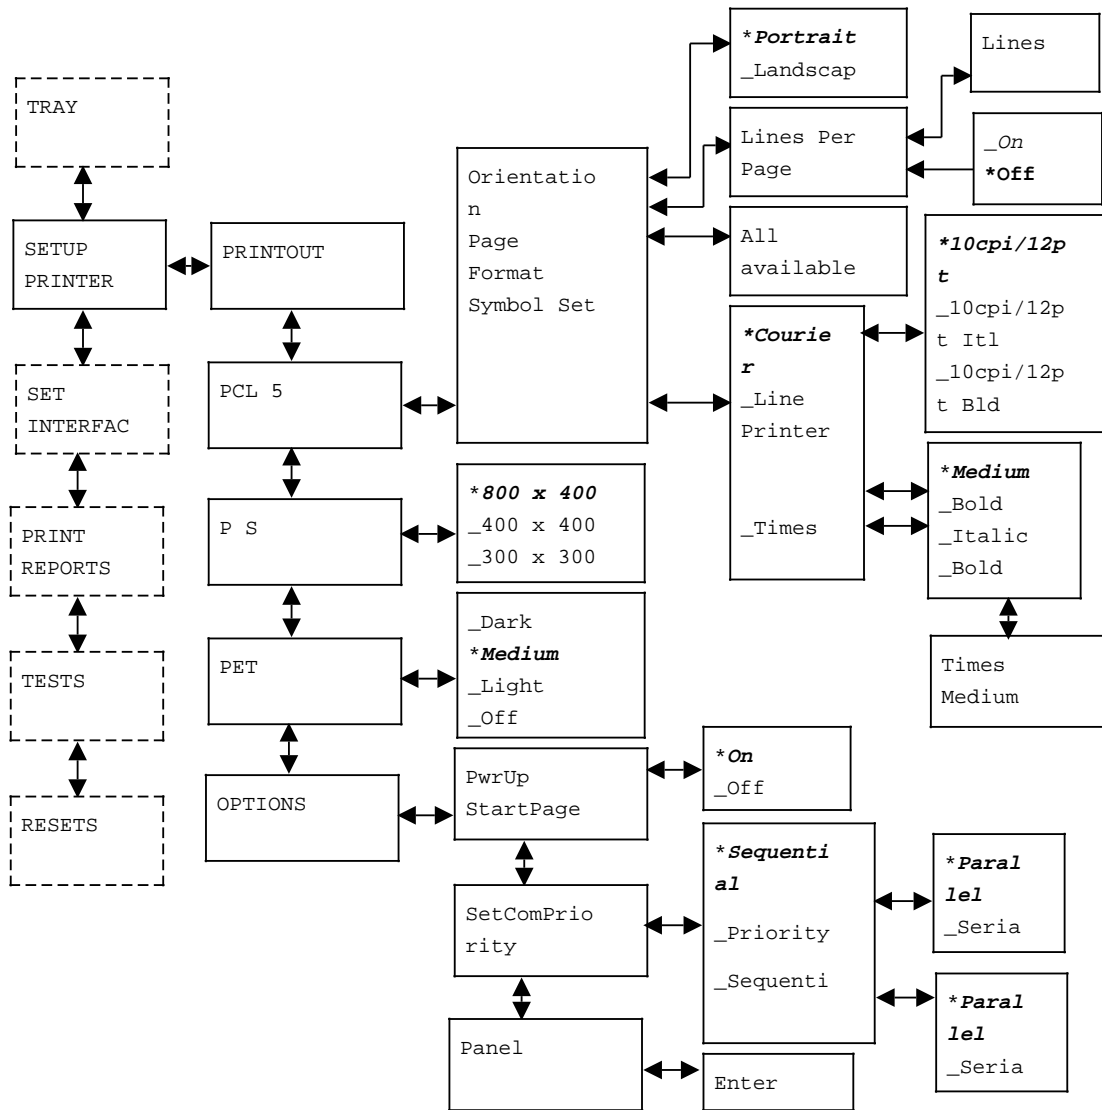 TRAY
SETUP
PRINTER
SET
INTERFAC
PRINT
REPORTS
TESTS
RESETS
PRINTOUT
PCL 5
P S
PET
OPTIONS
Orientatio
n
Page
Format
Symbol Set
*800 x 400
_400 x 400
_300 x 300
_Dark
*Medium
_Light
_Off
PwrUp
StartPage
SetComPrio
rity
Panel
*Portrait
_Landscap
Lines Per
Page
All
available
*Courie
r
_Line
Printer
_Times
*On
_Off
*Sequenti
al
_Priority
_Sequenti
Enter
Lines
_On
*Off
*10cpi/12p
t
_10cpi/12p
t Itl
_10cpi/12p
t Bld
*Medium
_Bold
_Italic
_Bold
Times
Medium
*Paral
lel
_Seria
*Paral
lel
_Seria